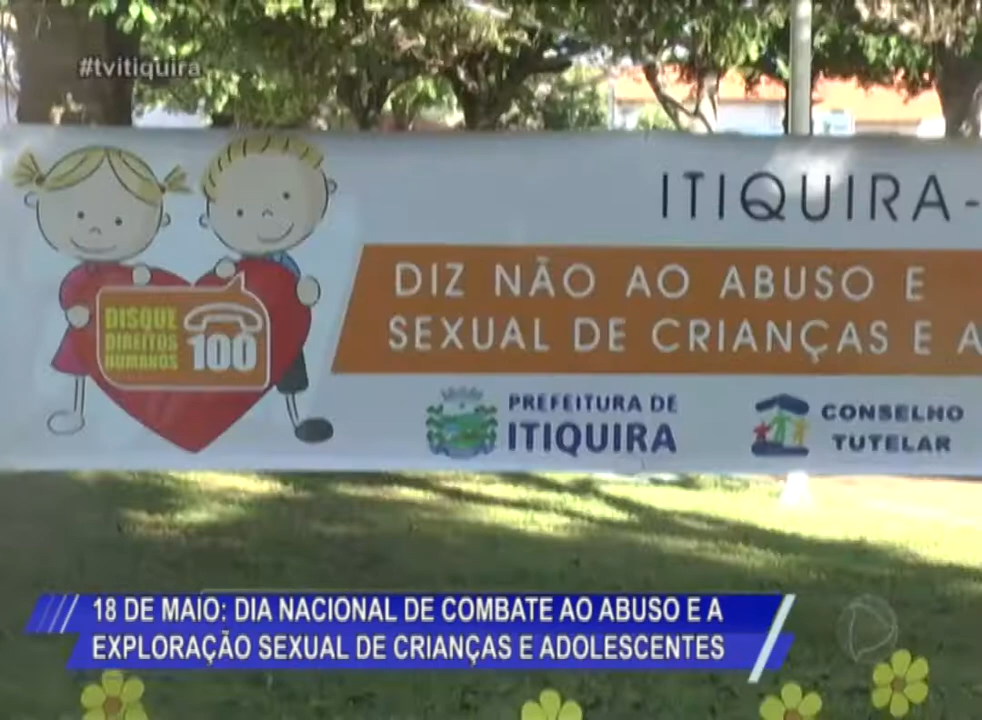 #tvitiquira
ITIQUIRA-
DIZ NÃO AO ABUSO E
SEXUAL DE CRIANÇAS E A
DISQUE
DIREITOS
HUMANOS
100
PREFEITURA DE
ITIQUIRA
CONSELHO
TUTELAR
18 DE MAIO: DIA NACIONAL DE COMBATE AO ABUSO E A
EXPLORAÇÃO SEXUAL DE CRIANÇAS E ADOLESCENTES